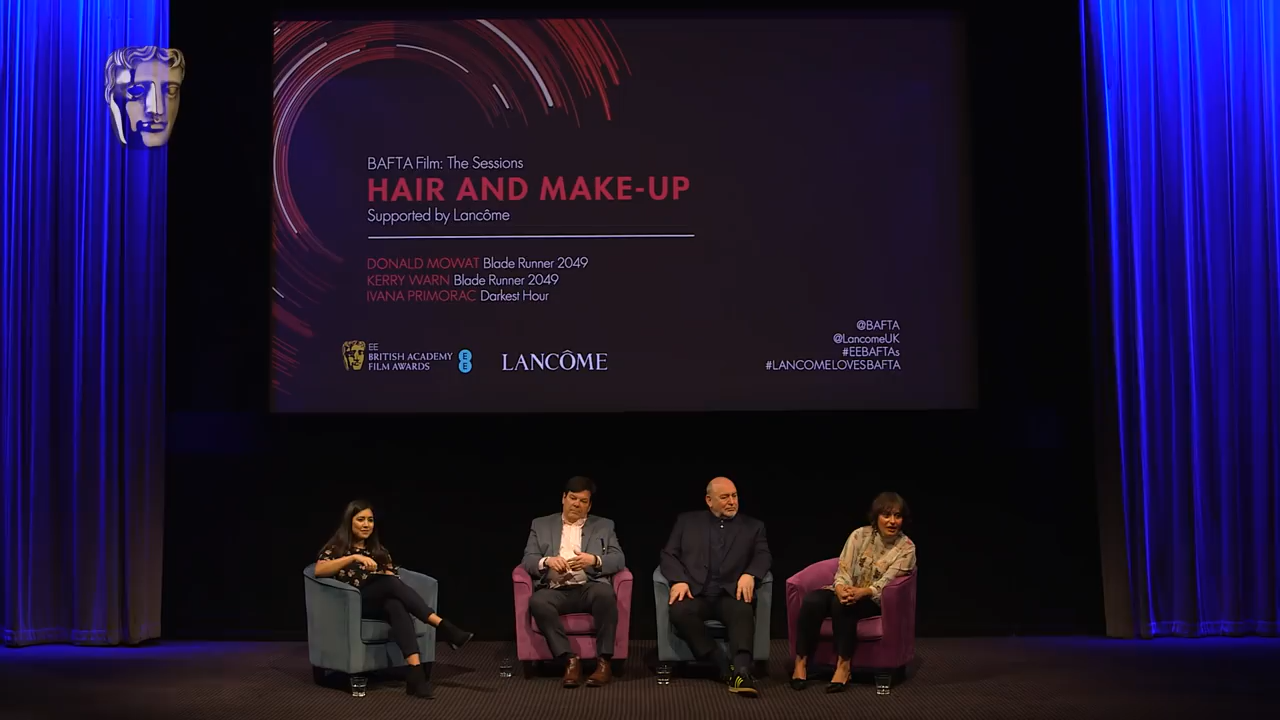 BAFTA Film: The Sessions
HAIR AND MAKE-UP
Supported by Lancôme
DONALD MOWAT Blade Runner 2049
KERRY WARN Blade Runner 2049
IVANA PRIMORAC Darkest Hour
EE
BRITISH ACADEMY
FILM AWARDS
EE
LANCÔME
@BAFTA
@LancomeUK
#EEBAFTAs
#LANCOMELOVESBAFTA